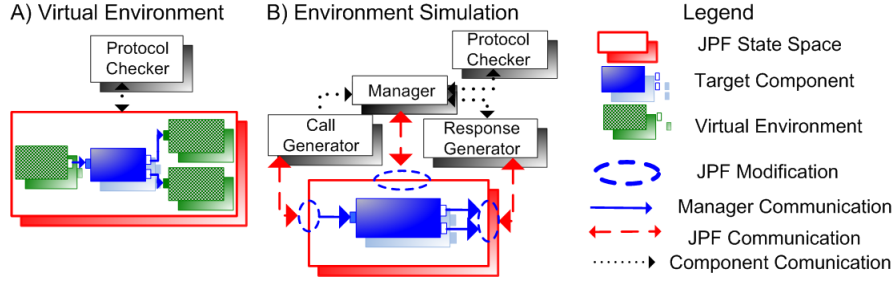 A) Virtual Environment
Protocol
Checker
B) Environment Simulation
Protocol
Checker
Manager
Call
Generator
Response
Generator
Legend
JPF State Space
Target Component
Virtual Environment
JPF Modification
Manager Communication
JPF Communication
Component Comunication